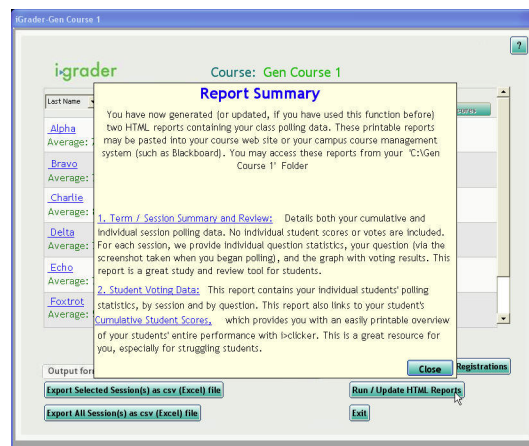 iGrader-Gen Course 1
?
i>grader
Course: Gen Course 1
Last Name
Report Summary
You have now generated (or updated, if you have used this function before)
two HTML reports containing your class polling data. These printable reports
may be pasted into your course web site or your campus course management
system (such as Blackboard). You may access these reports from your 'C:\Gen
Course 1' Folder
1. Term / Session Summary and Review: Details both your cumulative and
individual session polling data. No individual student scores or votes are included.
For each session, we provide individual question statistics, your question (via the
screenshot taken when you began polling), and the graph with voting results. This
report is a great study and review tool for students.
2. Student Voting Data: This report contains your individual students' polling
statistics, by session and by question. This report also links to your student's
Cumulative Student Scores, which provides you with an easily printable overview
of your students' entire performance with i>clicker. This is a great resource for
you, especially for struggling students.
Close
Alpha
Average:
Bravo
Average:
Charlie
Average:
Delta
Average:
Echo
Average:
Foxtrot
Average:
Output for
Registrations
Export Selected Session(s) as csv (Excel) file
Run / Update HTML Reports
Export All Session(s) as csv (Excel) file
Exit